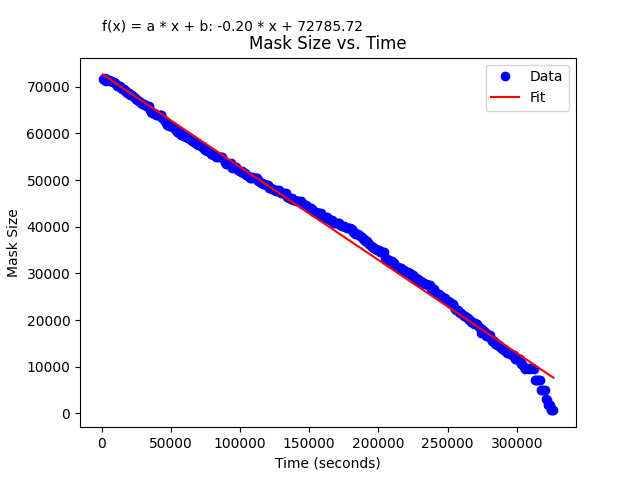 f(x) = a * x + b: -0.20 * x + 72785.72
Mask Size vs. Time
Data
Fit
70000
60000
50000
40000
30000
20000
10000
0
Mask Size
0 50000 100000 150000 200000 250000 300000
Time (seconds)